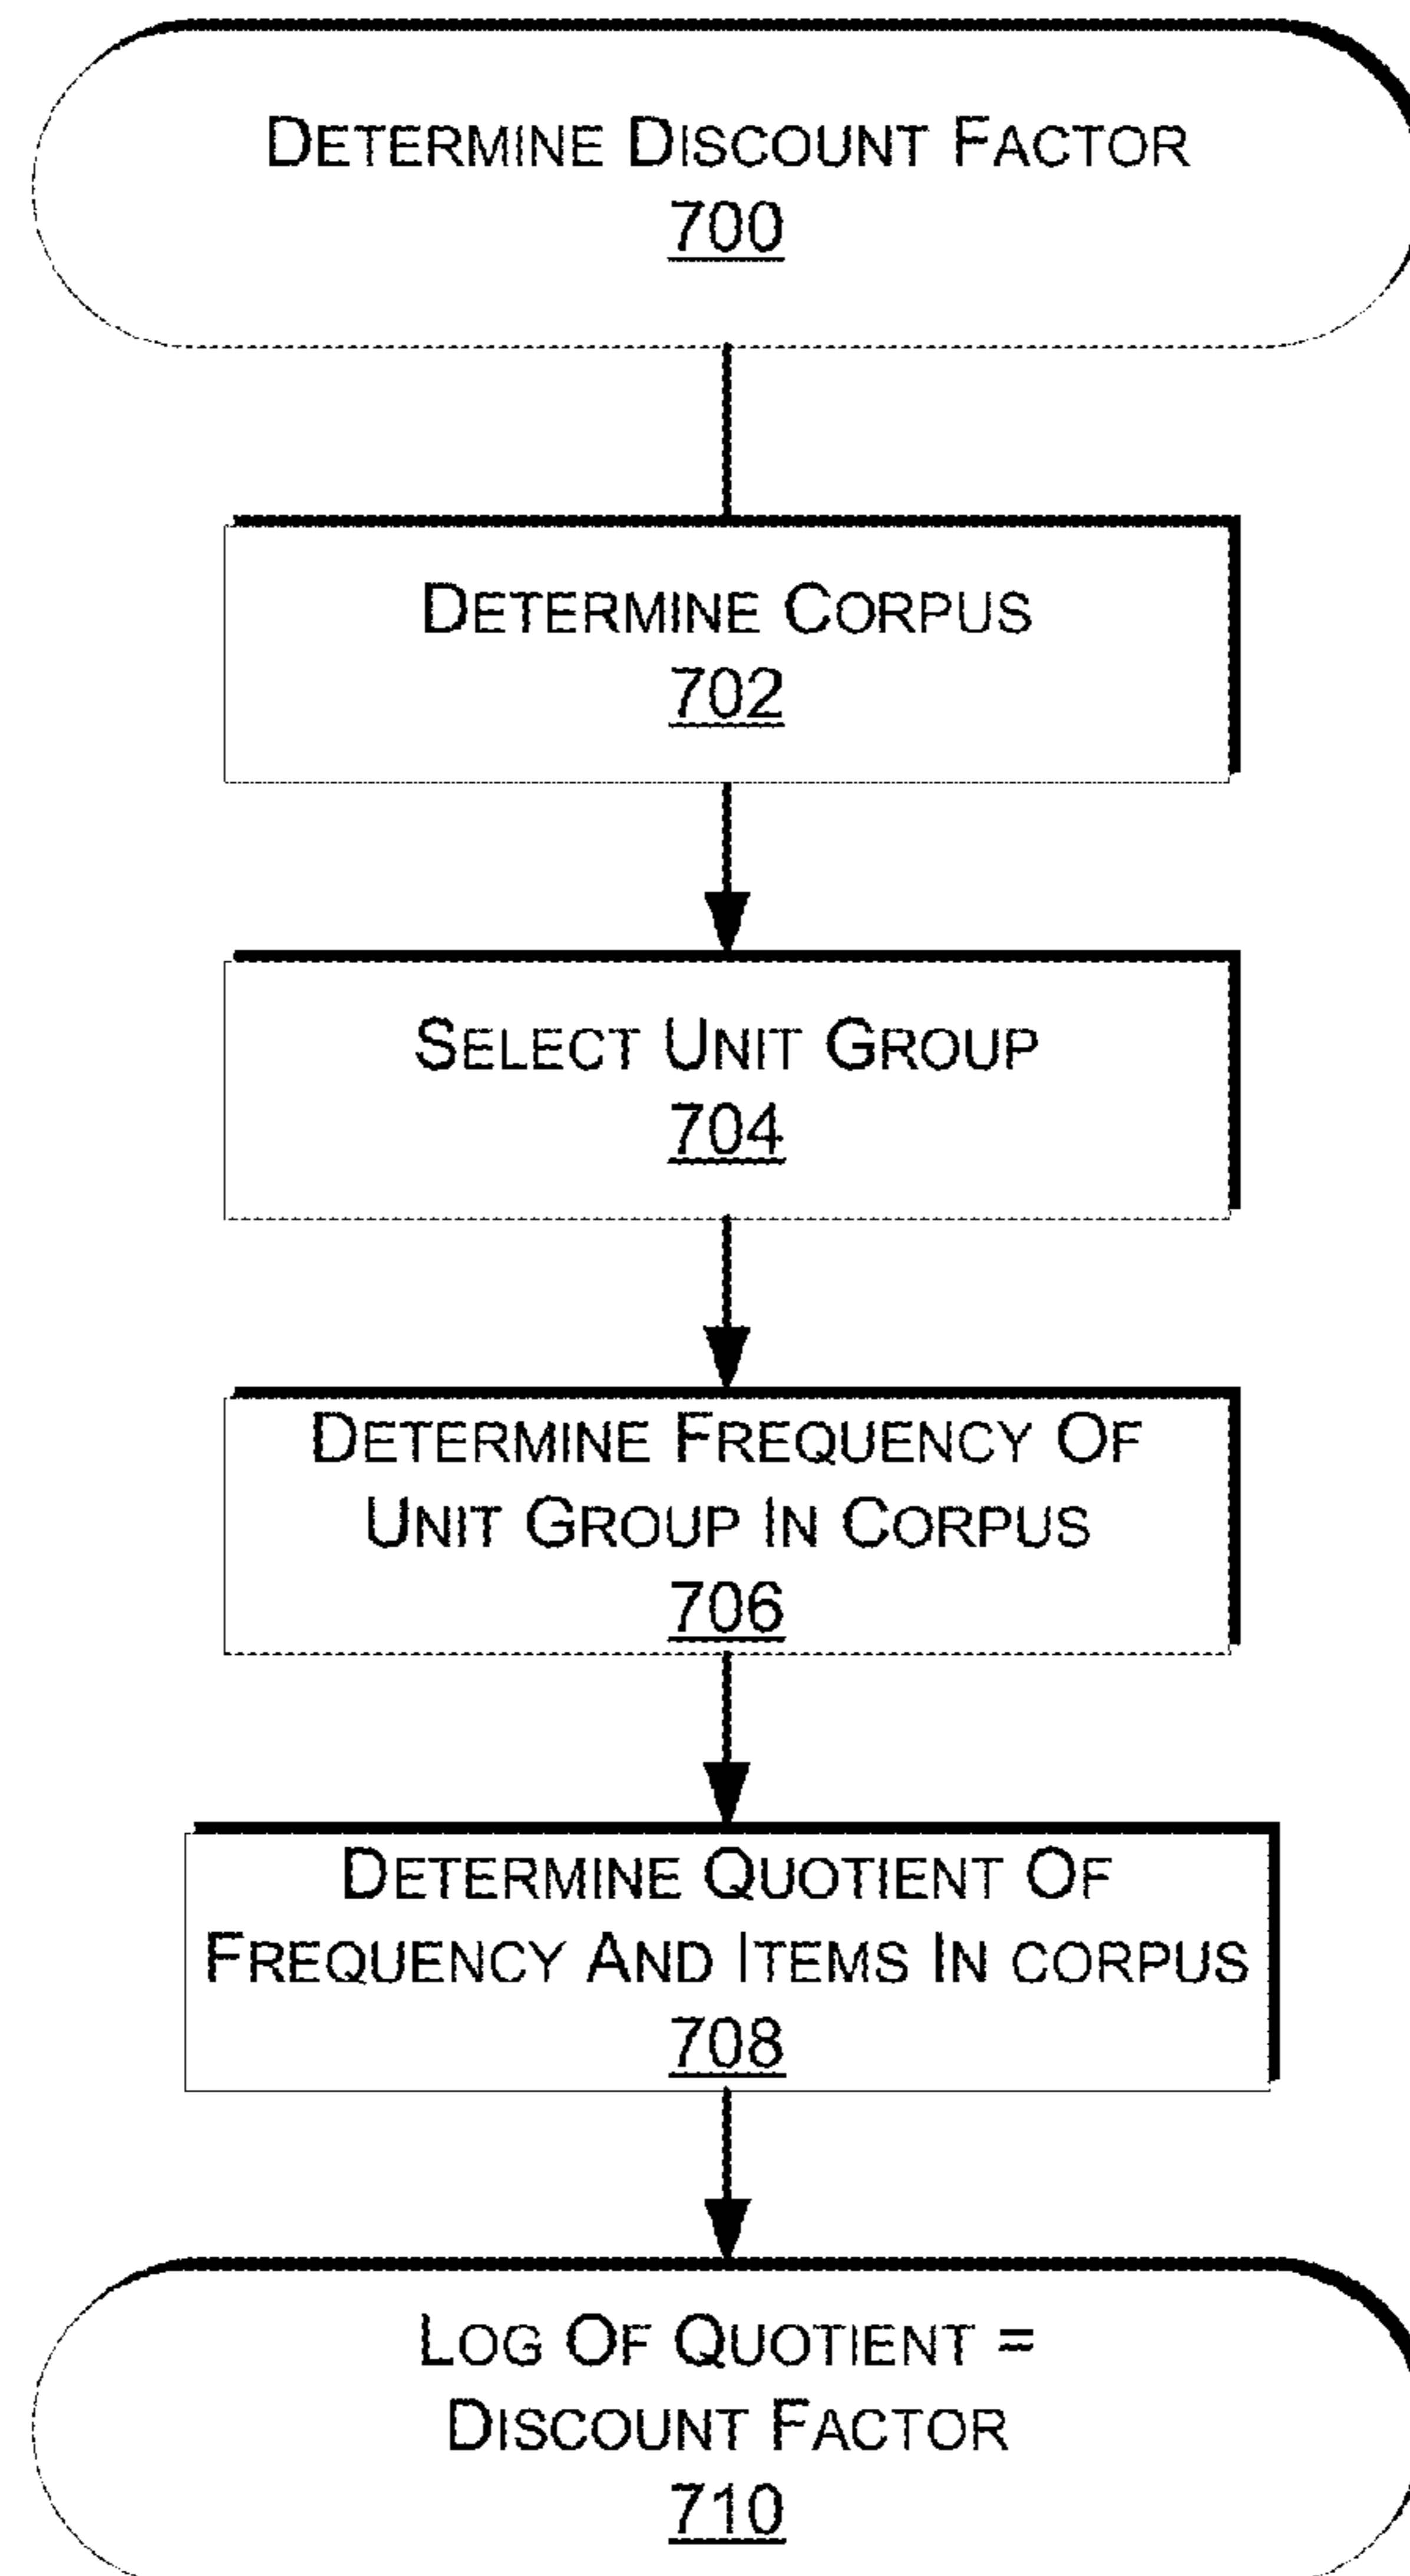 DETERMINE DISCOUNT FACTOR
700
DETERMINE CORPUS
702
SELECT UNIT GROUP
704
DETERMINE FREQUENCY OF
UNIT GROUP IN CORPUS
706
DETERMINE QUOTIENT OF
FREQUENCY AND ITEMS IN CORPUS
708
LOG OF QUOTIENT =
DISCOUNT FACTOR
710